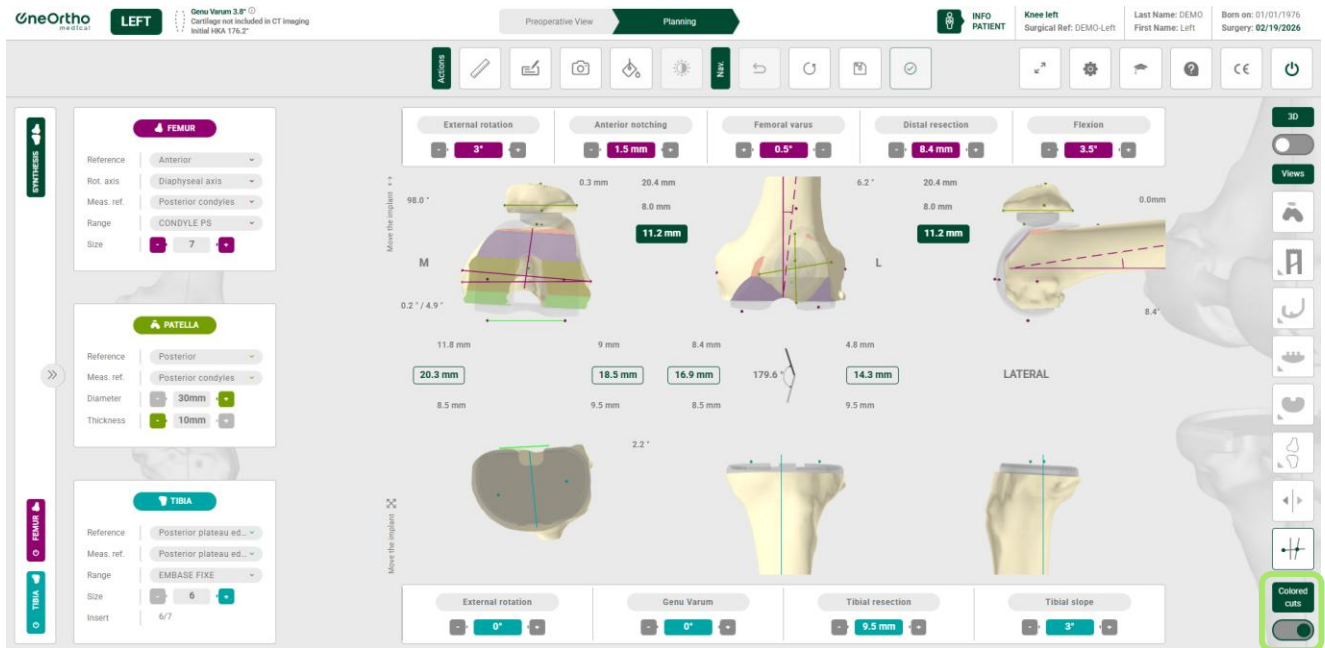 OneOrtho
medical
LEFT
Genu Varum 3.8°
Cartilage not included in CT imaging
Initial HKA 176.2°
Preoperative View
Planning
INFO
PATIENT
Knee left
Surgical Ref: DEMO-Left
Last Name: DEMO
First Name: Left
Born on: 01/01/1976
Surgery: 02/19/2026
Actions
Nav.
CE
SYNTHESIS
FEMUR
Reference Anterior
Rot. axis Diaphyseal axis
Meas. ref. Posterior condyles
Range CONDYLE PS
Size - 7 +
PATELLA
Reference Posterior
Meas. ref. Posterior condyles
Diameter - 30mm +
Thickness - 10mm +
TIBIA
Reference Posterior plateau ed...
Meas. ref. Posterior plateau ed...
Range EMBASE FIXE
Size - 6 +
Insert 6/7
FEMUR
TIBIA
External rotation Anterior notching Femoral varus Distal resection Flexion
- 3° + - 1.5 mm + + 0.5° - - 8.4 mm + - 3.5° +
Move the implant
98.0 °
0.3 mm 20.4 mm
8.0 mm
11.2 mm
6.2 ° 20.4 mm
8.0 mm
11.2 mm
0.0mm
M
L
0.2 ° / 4.9 °
8.4°
11.8 mm 9 mm 8.4 mm 4.8 mm
20.3 mm 18.5 mm 16.9 mm 179.6 ° 14.3 mm LATERAL
8.5 mm 9.5 mm 8.5 mm 9.5 mm
2.2 °
Move the implant
External rotation Genu Varum Tibial resection Tibial slope
- 0° + - 0° + - 9.5 mm + - 3° +
3D
Views
Colored
cuts